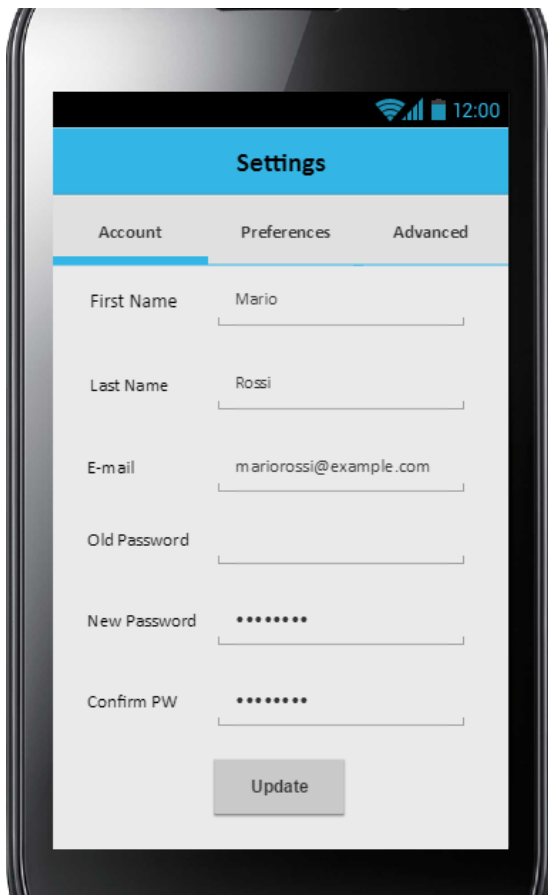 12:00
Settings
Account Preferences Advanced
First Name Mario
Last Name Rossi
E-mail mariorossi@example.com
Old Password
New Password ••••••••
Confirm PW ••••••••
Update